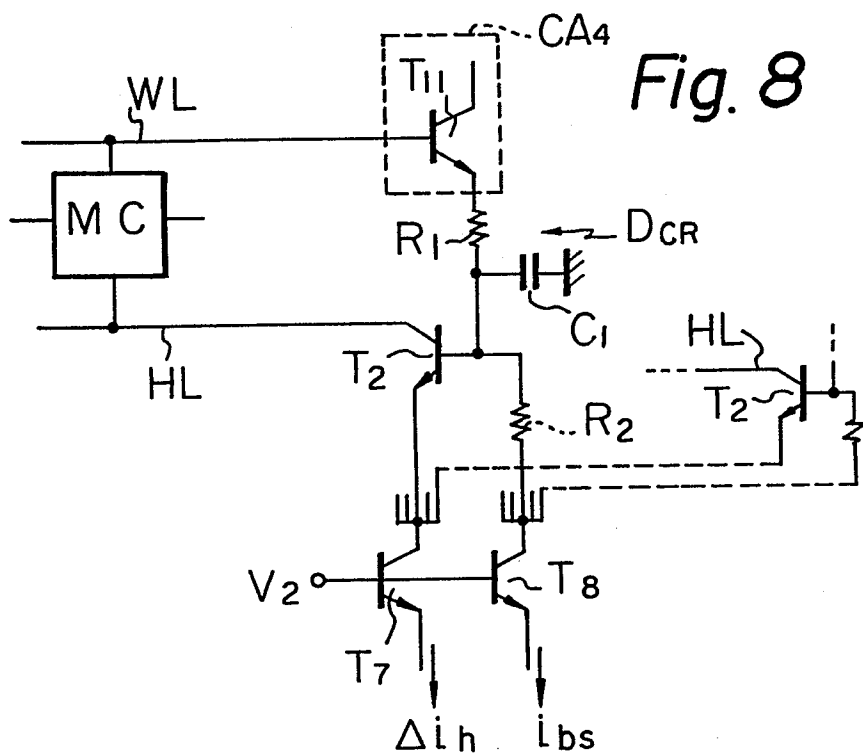 CA4
Fig. 8
WL
T11
MC
R1
DCR
C1
HL
T2
HL
T2
R2
V2
T8
T7
Δih
ibs